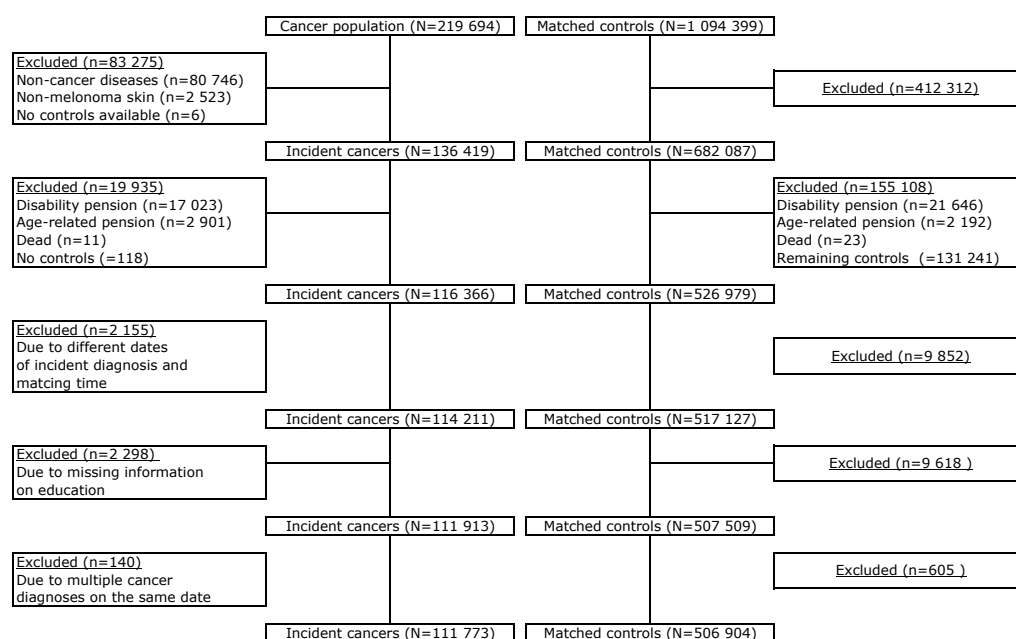 Cancer population (N=219 694)
Matched controls (N=1 094 399)
Excluded (n=83 275)
Non-cancer diseases (n=80 746)
Non-melonoma skin (n=2 523)
No controls available (n=6)
Excluded (n=412 312)
Incident cancers (N=136 419)
Matched controls (N=682 087)
Excluded (n=19 935)
Disability pension (n=17 023)
Age-related pension (n=2 901)
Dead (n=11)
No controls (=118)
Excluded (n=155 108)
Disability pension (n=21 646)
Age-related pension (n=2 192)
Dead (n=23)
Remaining controls (=131 241)
Incident cancers (N=116 366)
Matched controls (N=526 979)
Excluded (n=2 155)
Due to different dates
of incident diagnosis and
matcing time
Excluded (n=9 852)
Incident cancers (N=114 211)
Matched controls (N=517 127)
Excluded (n=2 298)
Due to missing information
on education
Excluded (n=9 618 )
Incident cancers (N=111 913)
Matched controls (N=507 509)
Excluded (n=140)
Due to multiple cancer
diagnoses on the same date
Excluded (n=605 )
Incident cancers (N=111 773)
Matched controls (N=506 904)